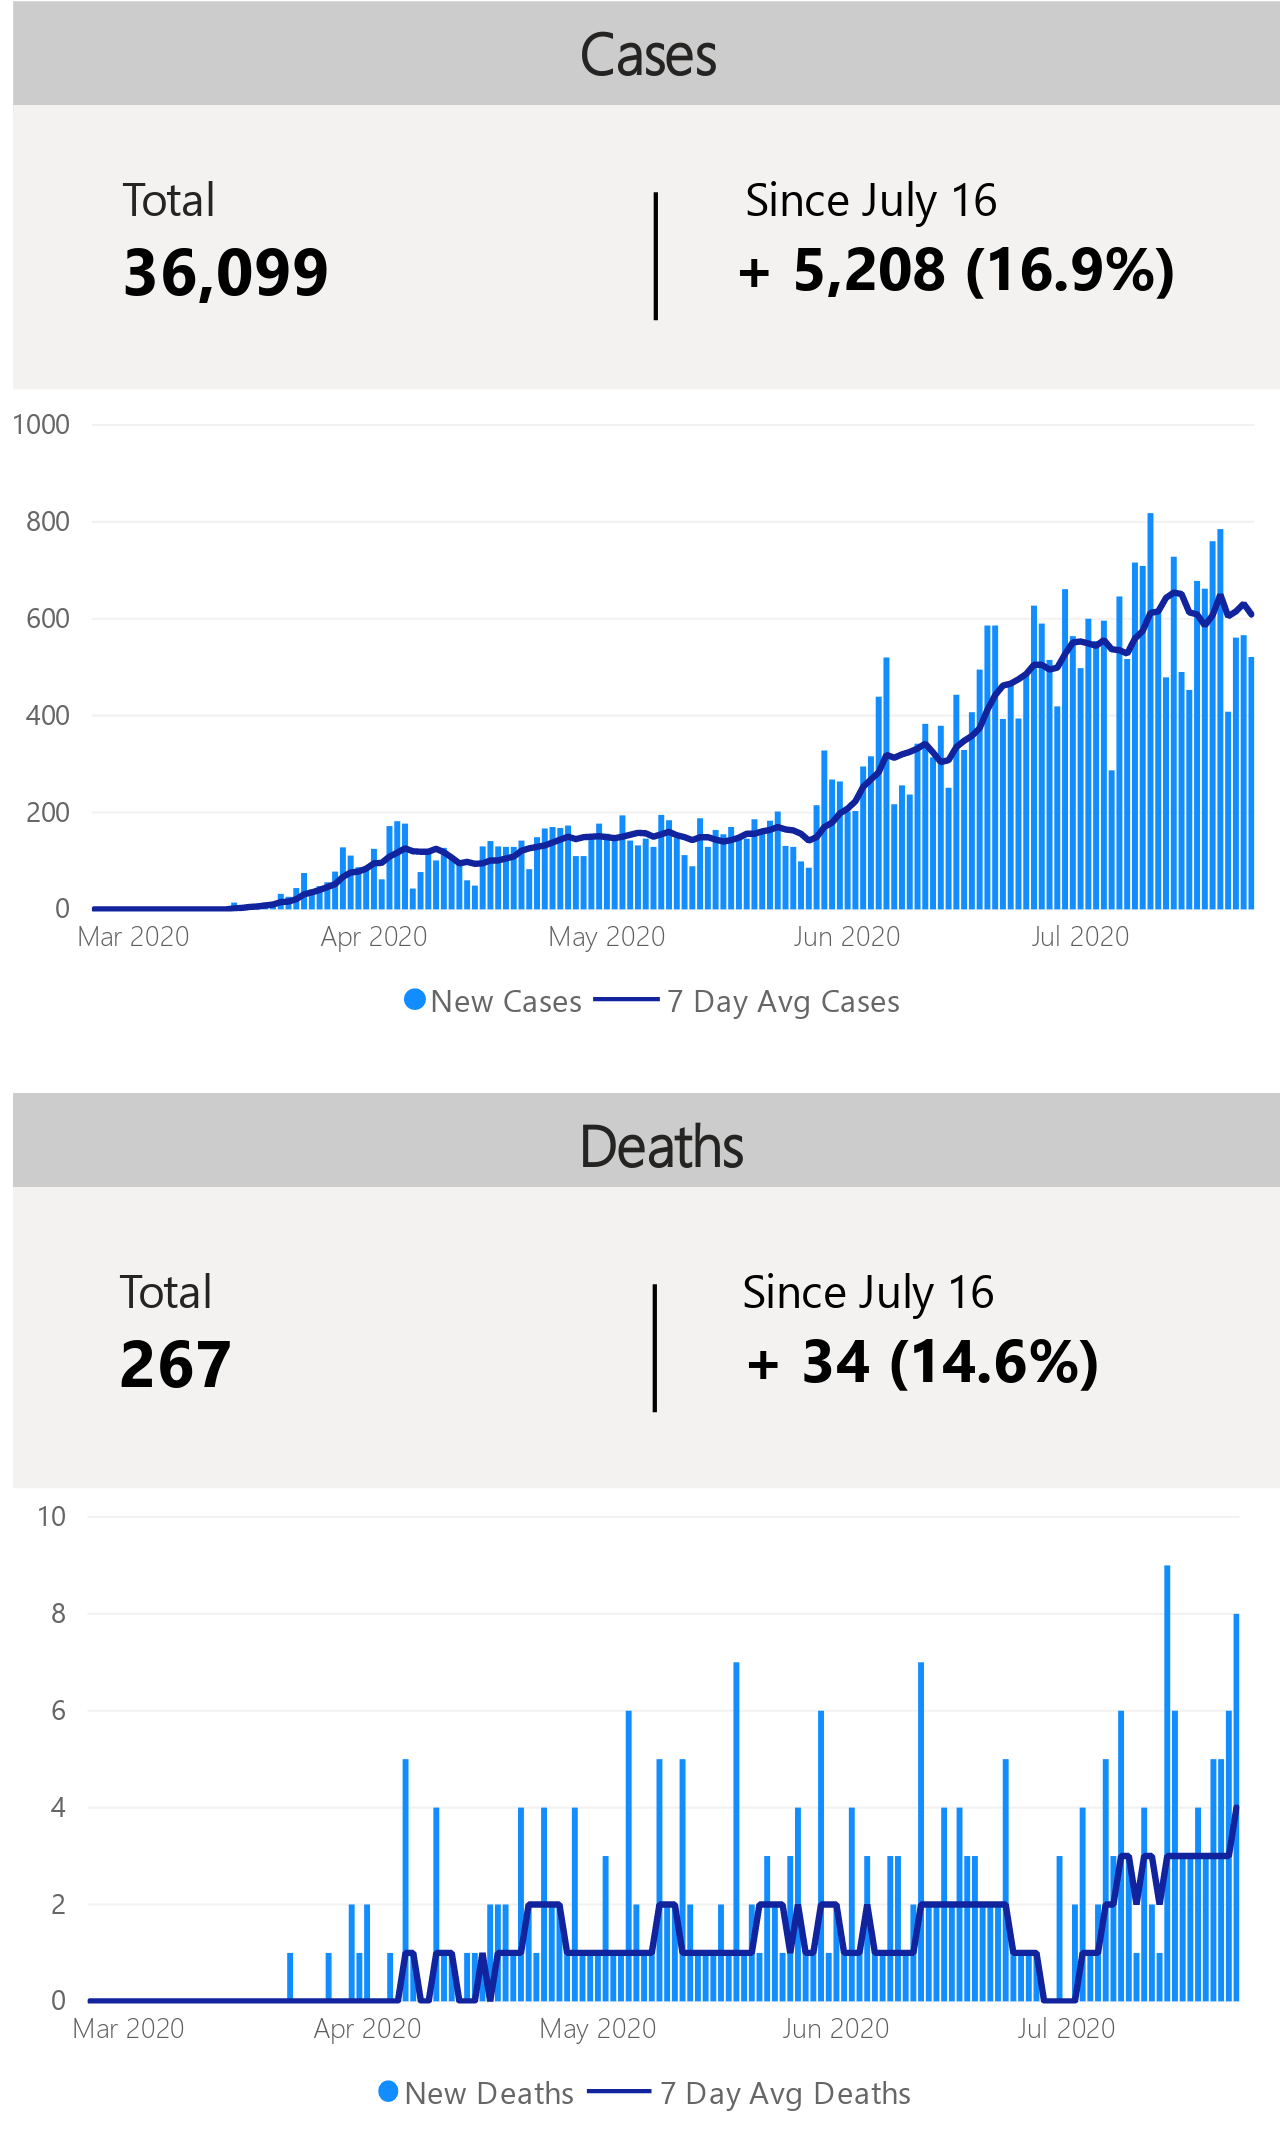 Cases
Total
Since July 16
36,099
+ 5,208 (16.9%)
1000
800
600
400
200
0
Mar 2020 Apr 2020 May 2020 Jun 2020 Jul 2020
New Cases 7 Day Avg Cases
Deaths
Total
Since July 16
267
+ 34 (14.6%)
10
8
6
4
2
0
Mar 2020 Apr 2020 May 2020 Jun 2020 Jul 2020
New Deaths 7 Day Avg Deaths